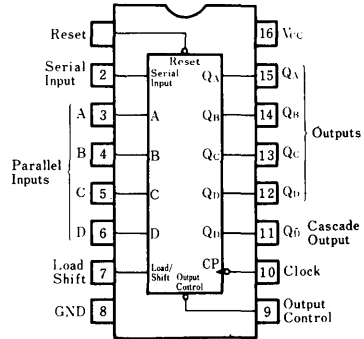 Reset
16 VCC
Reset
Serial Input
2
Serial Input
QA
15 QA
A
3
A
QB
14 QB
Outputs
B
4
B
QC
13 QC
Parallel Inputs
C
5
C
QD
12 QD
D
6
D
QD
11 QD
Cascade Output
Load Shift
7
Load/Shift
CP
10 Clock
Output Control
GND
8
9
Output Control